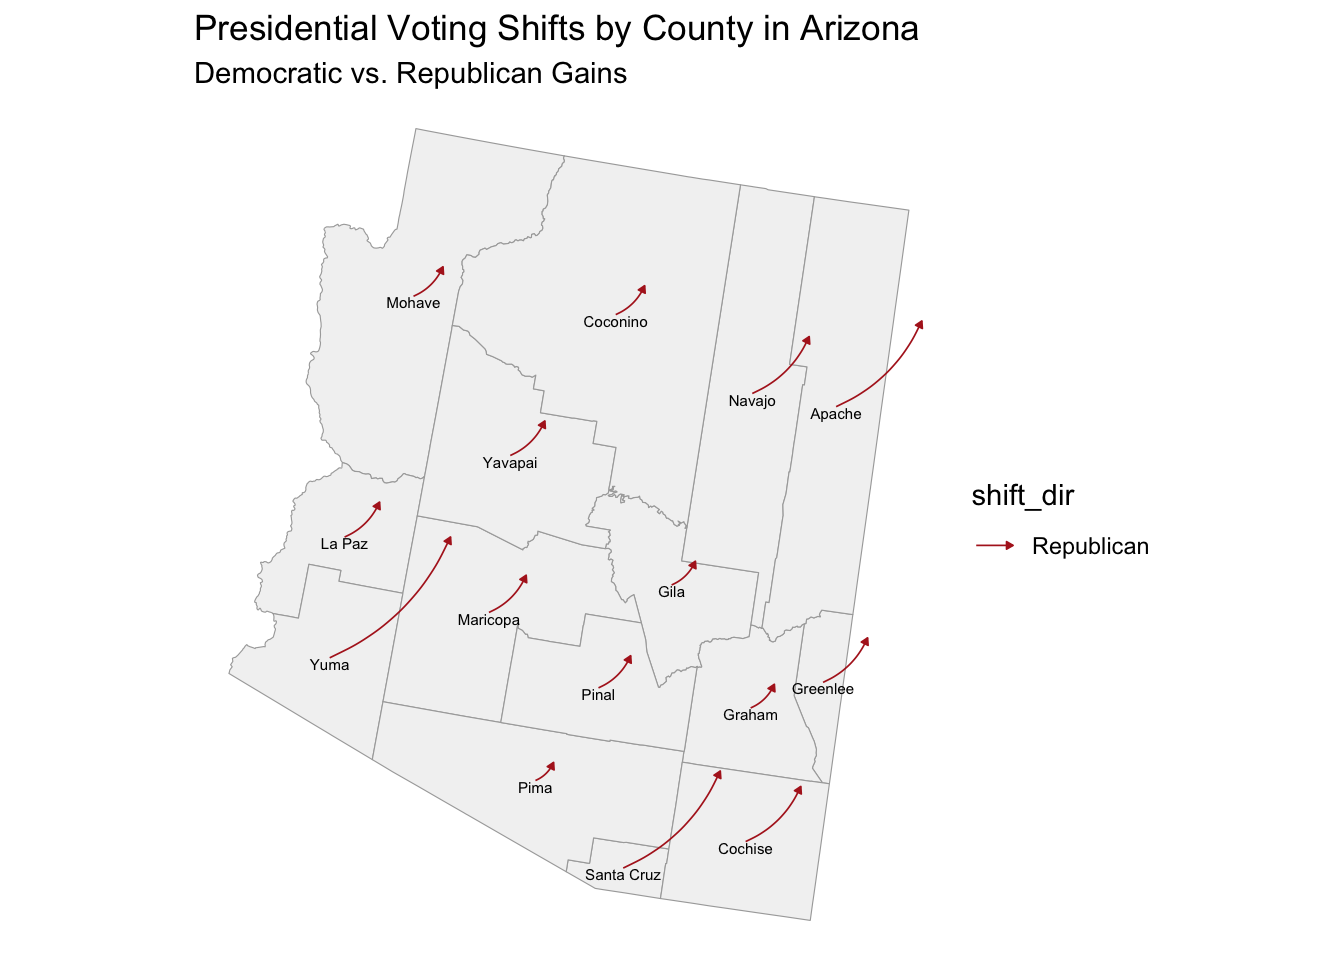 Presidential Voting Shifts by County in Arizona
Democratic vs. Republican Gains
Mohave
Coconino
Navajo
Apache
Yavapai
La Paz
Gila
Maricopa
Yuma
Pinal
Greenlee
Graham
Pima
Cochise
Santa Cruz
shift_dir
Republican